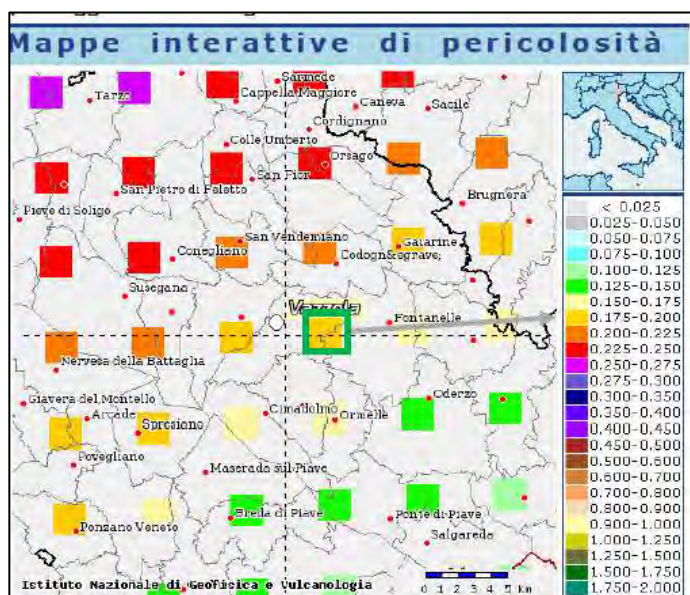 Mappe interattive di pericolosità
Sarmede
Tarzo
Cappella Maggiore
Caneva
Sacile
Cordignano
Colle Umberto
Orsago
San Fior
San Pietro di Feletto
Brugnera
Pieve di Soligo
San Vendemiano
Gaiarine
Conegliano
Codogn&egrave;
Susegana
Vazzola
Fontanelle
Nervesa della Battaglia
Giavera del Montello
Arcade
Spresiano
Cimadolmo
Ormelle
Oderzo
Povegliano
Maserada sul Piave
Ponzano Veneto
Breda di Piave
Ponte di Piave
Salgareda
Istituto Nazionale di Geofisica e Vulcanologia
0 1 2 3 4 5 km
< 0.025
0.025-0.050
0.050-0.075
0.075-0.100
0.100-0.125
0.125-0.150
0.150-0.175
0.175-0.200
0.200-0.225
0.225-0.250
0.250-0.275
0.275-0.300
0.300-0.350
0.350-0.400
0.400-0.450
0.450-0.500
0.500-0.600
0.600-0.700
0.700-0.800
0.800-0.900
0.900-1.000
1.000-1.250
1.250-1.500
1.500-1.750
1.750-2.000